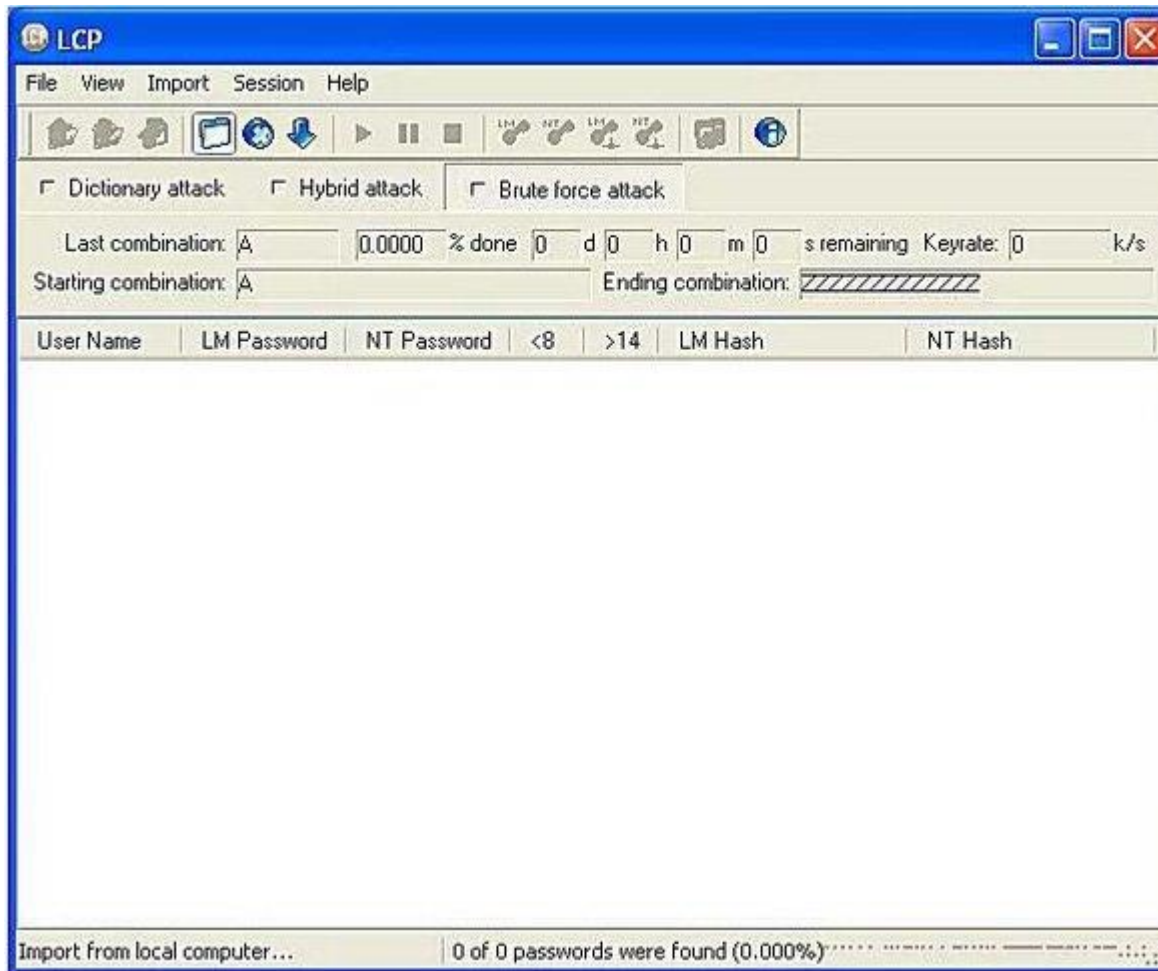 LCP
File View Import Session Help
LM NT LM NT
Dictionary attack Hybrid attack Brute force attack
Last combination: A 0.0000 % done 0 d 0 h 0 m 0 s remaining Keyrate: 0 k/s
Starting combination: A Ending combination: ZZZZZZZZZZZZZZ
User Name LM Password NT Password <8 >14 LM Hash NT Hash
Import from local computer... 0 of 0 passwords were found (0.000%)